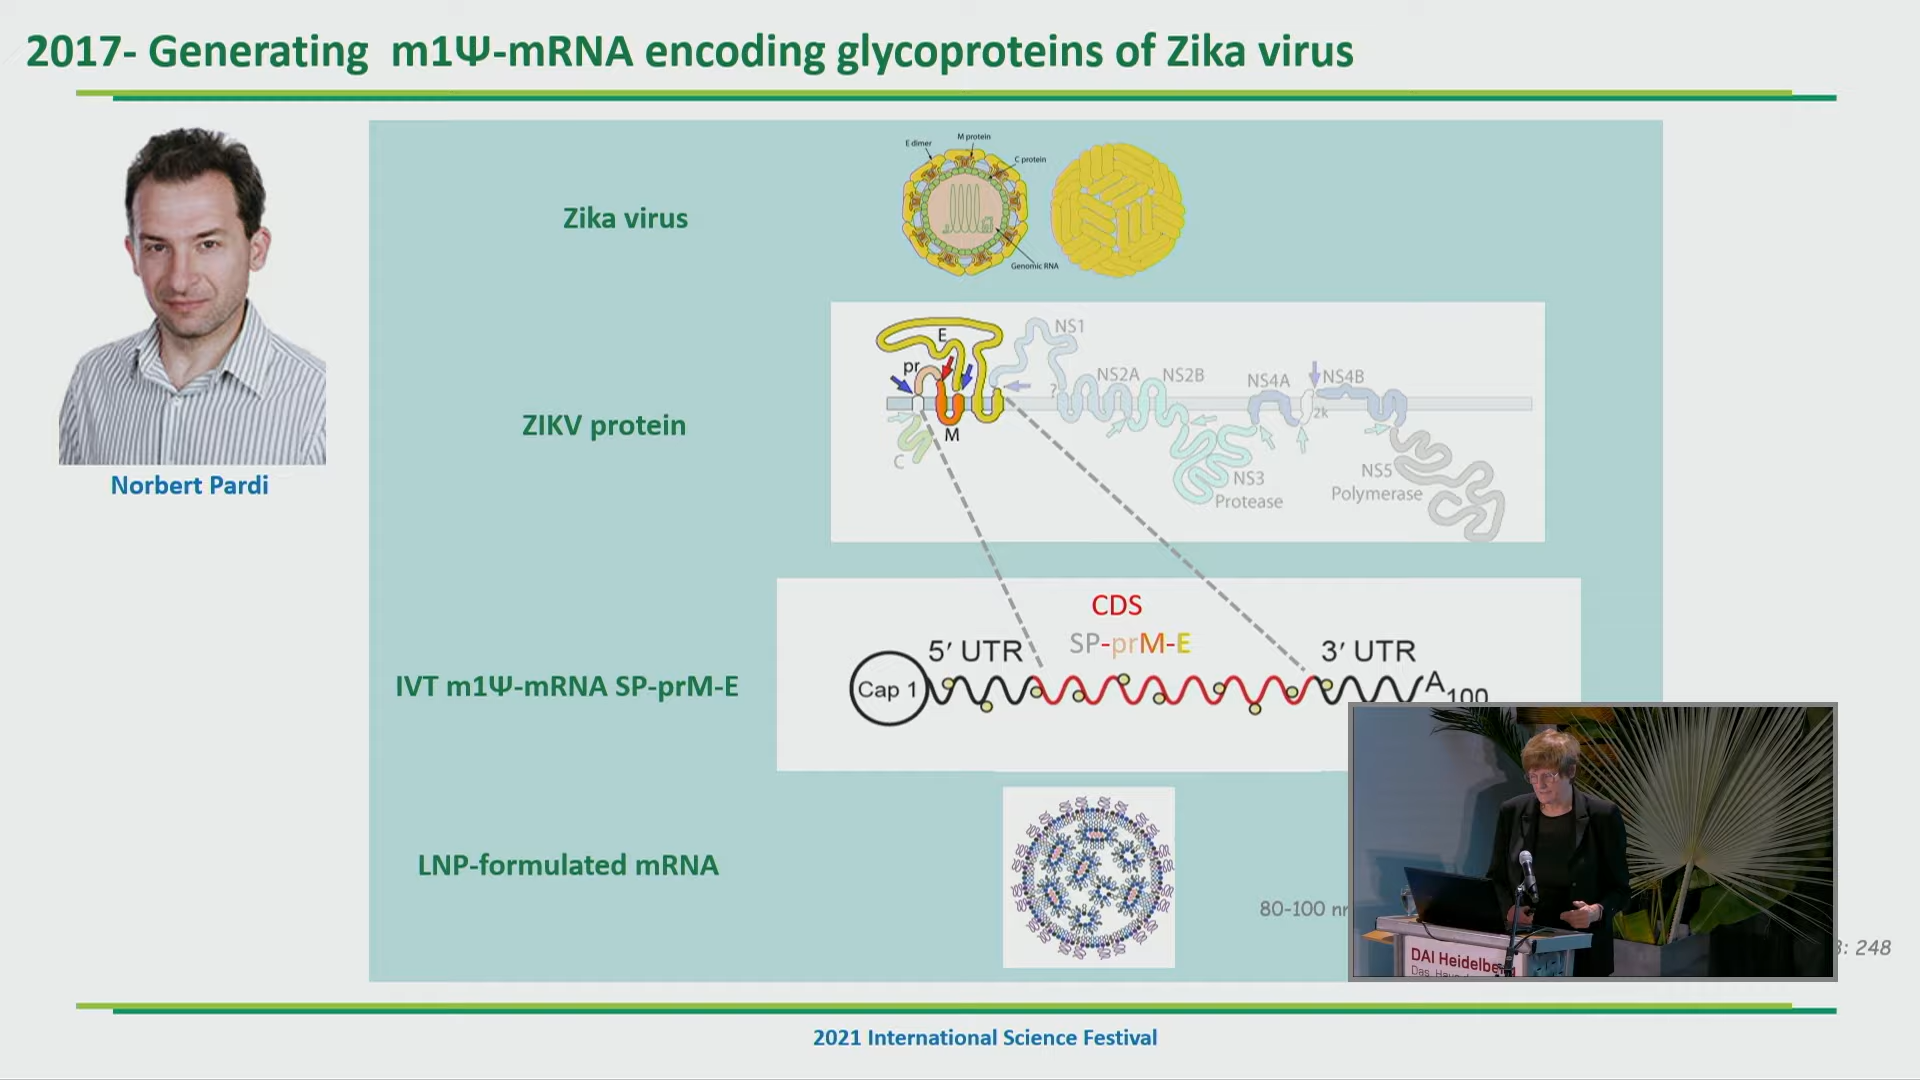 2017- Generating m1Ψ-mRNA encoding glycoproteins of Zika virus
Norbert Pardi
Zika virus
E dimer
M protein
C protein
Genomic RNA
ZIKV protein
E
pr
M
C
NS1
?
NS2A
NS2B
NS4A
NS4B
2k
NS3
Protease
NS5
Polymerase
IVT m1Ψ-mRNA SP-prM-E
CDS
SP-prM-E
5′ UTR
3′ UTR
Cap 1
A100
LNP-formulated mRNA
80-100
DAI Heidelberg
Das
: 248
2021 International Science Festival